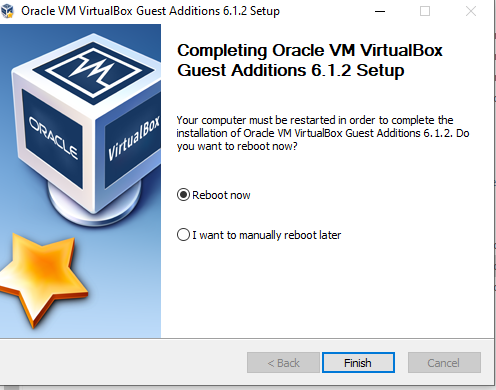 Oracle VM VirtualBox Guest Additions 6.1.2 Setup
Completing Oracle VM VirtualBox
Guest Additions 6.1.2 Setup
Your computer must be restarted in order to complete the
installation of Oracle VM VirtualBox Guest Additions 6.1.2. Do
you want to reboot now?
Reboot now
I want to manually reboot later
ORACLE
VirtualBox
< Back
Finish
Cancel